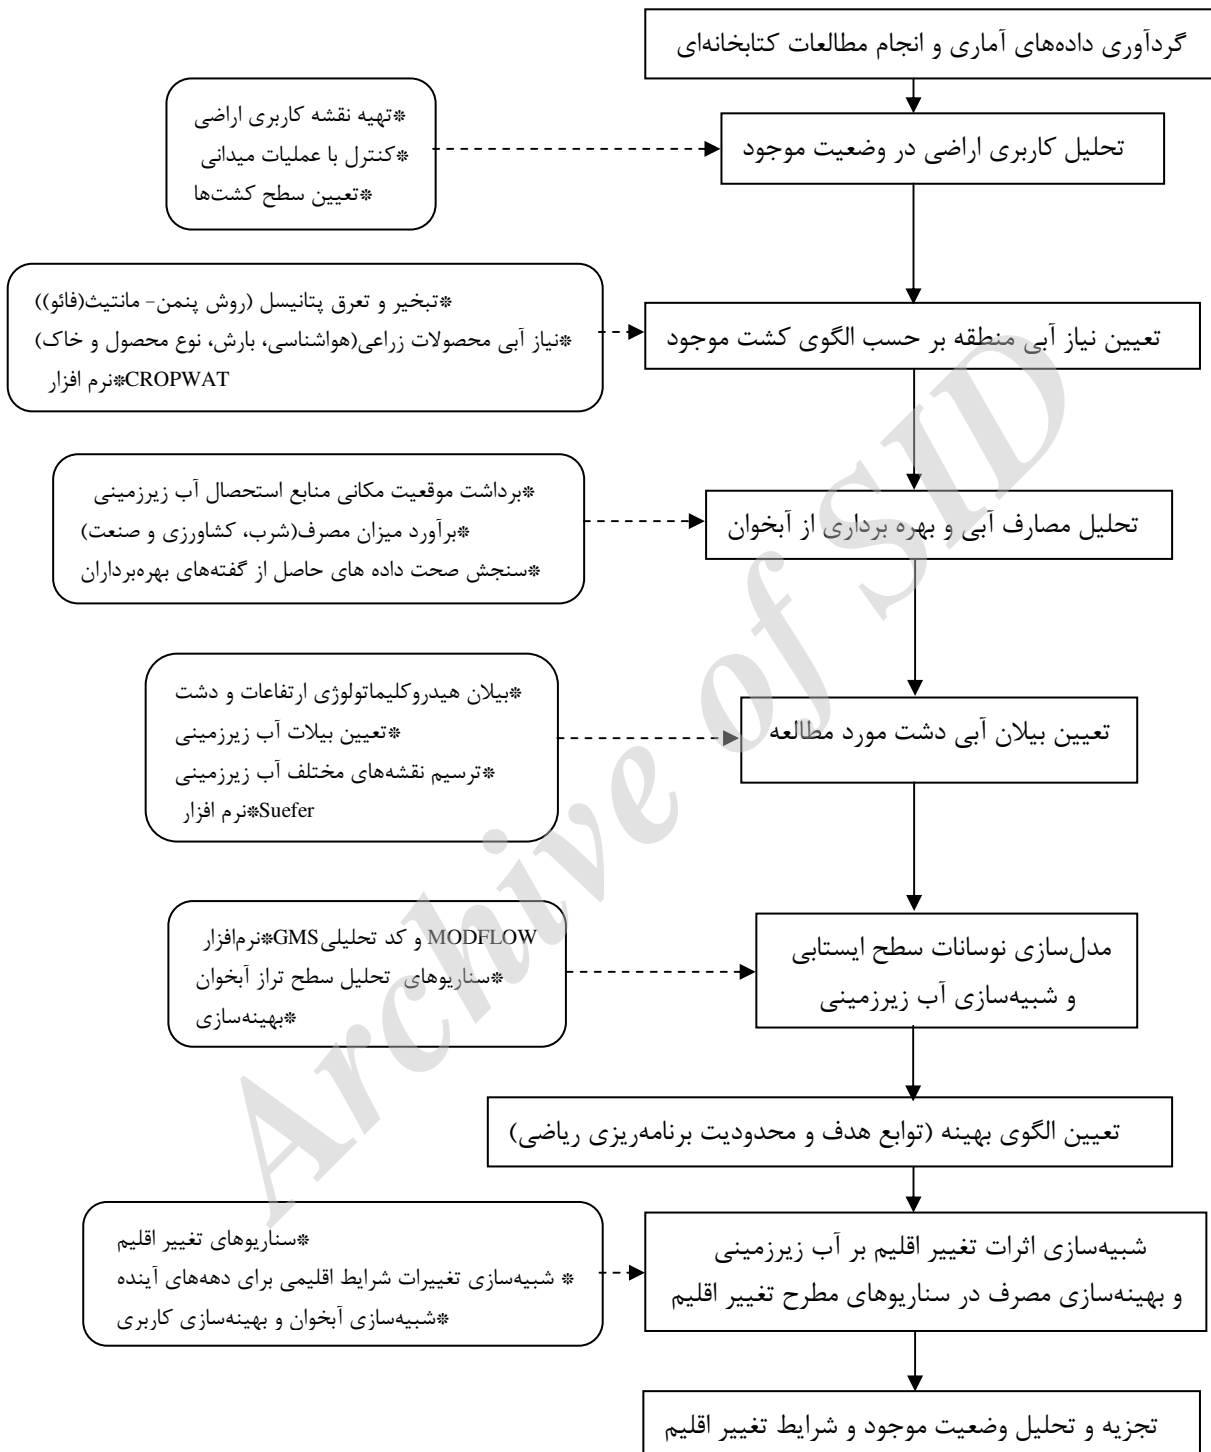 گردآوری داده‌های آماری و انجام مطالعات کتابخانه‌ای
*تهیه نقشه کاربری اراضی
*کنترل با عملیات میدانی
*تعیین سطح کشت‌ها
تحلیل کاربری اراضی در وضعیت موجود
*تبخیر و تعرق پتانیسل (روش پنمن- مانتیث(فائو))
*نیاز آبی محصولات زراعی(هواشناسی، بارش، نوع محصول و خاک)
CROPWAT*نرم افزار
تعیین نیاز آبی منطقه بر حسب الگوی کشت موجود
*برداشت موقعیت مکانی منابع استحصال آب زیرزمینی
*برآورد میزان مصرف(شرب، کشاورزی و صنعت)
*سنجش صحت داده های حاصل از گفته‌های بهره‌برداران
تحلیل مصارف آبی و بهره برداری از آبخوان
*بیلان هیدروکلیماتولوژی ارتفاعات و دشت
*تعیین بیلات آب زیرزمینی
*ترسیم نقشه‌های مختلف آب زیرزمینی
Suefer*نرم افزار
تعیین بیلان آبی دشت مورد مطالعه
MODFLOW و کد تحلیلی GMS*نرم‌افزار
*سناریوهای تحلیل سطح تراز آبخوان
*بهینه‌سازی
مدل‌سازی نوسانات سطح ایستابی
و شبیه‌سازی آب زیرزمینی
تعیین الگوی بهینه (توابع هدف و محدودیت برنامه‌ریزی ریاضی)
*سناریوهای تغییر اقلیم
* شبیه‌سازی تغییرات شرایط اقلیمی برای دهه‌های آینده
*شبیه‌سازی آبخوان و بهینه‌سازی کاربری
شبیه‌سازی اثرات تغییر اقلیم بر آب زیرزمینی
و بهینه‌سازی مصرف در سناریوهای مطرح تغییر اقلیم
تجزیه و تحلیل وضعیت موجود و شرایط تغییر اقلیم
Archive of SID